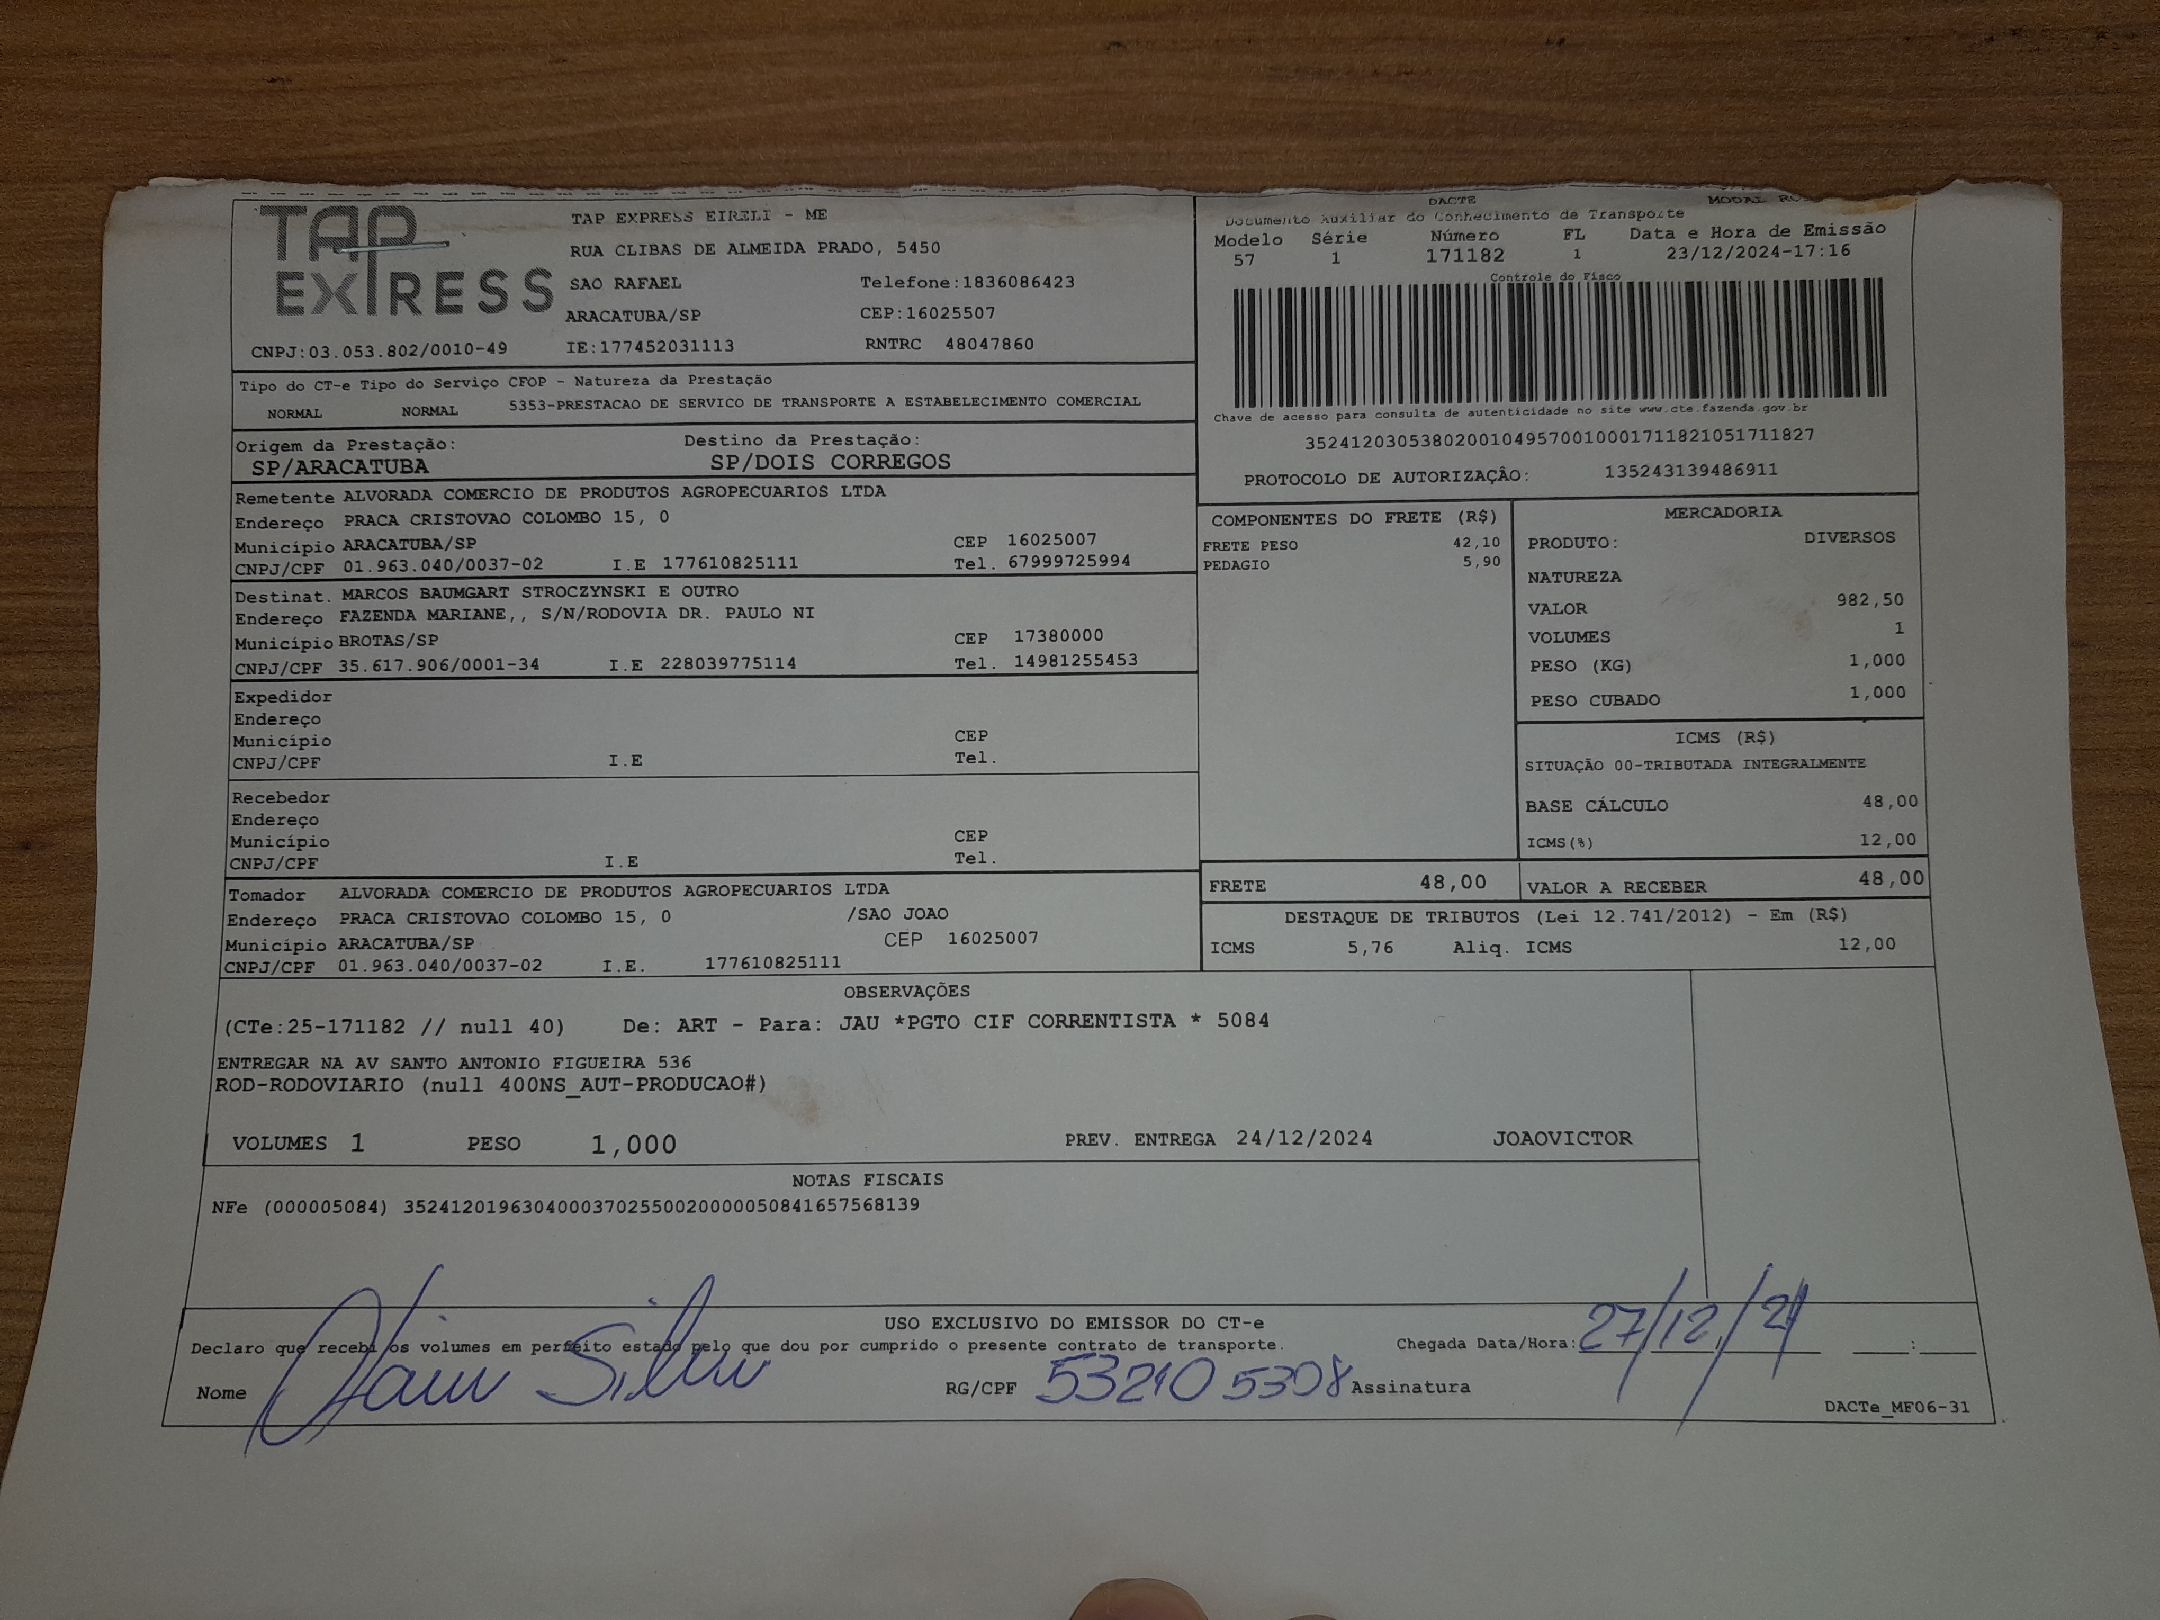 TAP EXPRESS
TAP EXPRESS EIRELI - ME
RUA CLIBAS DE ALMEIDA PRADO, 5450
SAO RAFAEL Telefone:1836086423
ARACATUBA/SP CEP:16025507
CNPJ:03.053.802/0010-49 IE:177452031113 RNTRC 48047860
DACTE MODAL
Documento Auxiliar do Conhecimento de Transporte
Modelo Série Número FL Data e Hora de Emissão
57 1 171182 1 23/12/2024-17:16
Controle do Fisco
Chave de acesso para consulta de autenticidade no site www.cte.fazenda.gov.br
35241203053802001049570010001711821051711827
PROTOCOLO DE AUTORIZAÇÂO: 135243139486911
Tipo do CT-e Tipo do Serviço CFOP - Natureza da Prestação
NORMAL NORMAL 5353-PRESTACAO DE SERVICO DE TRANSPORTE A ESTABELECIMENTO COMERCIAL
Origem da Prestação: Destino da Prestação:
SP/ARACATUBA SP/DOIS CORREGOS
Remetente ALVORADA COMERCIO DE PRODUTOS AGROPECUARIOS LTDA
Endereço PRACA CRISTOVAO COLOMBO 15, 0
Município ARACATUBA/SP CEP 16025007
CNPJ/CPF 01.963.040/0037-02 I.E 177610825111 Tel. 67999725994
Destinat. MARCOS BAUMGART STROCZYNSKI E OUTRO
Endereço FAZENDA MARIANE,, S/N/RODOVIA DR. PAULO NI
Município BROTAS/SP CEP 17380000
CNPJ/CPF 35.617.906/0001-34 I.E 228039775114 Tel. 14981255453
Expedidor
Endereço
Município CEP
CNPJ/CPF I.E Tel.
Recebedor
Endereço
Município CEP
CNPJ/CPF I.E Tel.
Tomador ALVORADA COMERCIO DE PRODUTOS AGROPECUARIOS LTDA
Endereço PRACA CRISTOVAO COLOMBO 15, 0 /SAO JOAO
Município ARACATUBA/SP CEP 16025007
CNPJ/CPF 01.963.040/0037-02 I.E. 177610825111
COMPONENTES DO FRETE (R$)
FRETE PESO 42,10
PEDAGIO 5,90
MERCADORIA
PRODUTO: DIVERSOS
NATUREZA
VALOR 982,50
VOLUMES 1
PESO (KG) 1,000
PESO CUBADO 1,000
ICMS (R$)
SITUAÇÃO 00-TRIBUTADA INTEGRALMENTE
BASE CÁLCULO 48,00
ICMS(%) 12,00
FRETE 48,00 VALOR A RECEBER 48,00
DESTAQUE DE TRIBUTOS (Lei 12.741/2012) - Em (R$)
ICMS 5,76 Aliq. ICMS 12,00
OBSERVAÇÕES
(CTe:25-171182 // null 40) De: ART - Para: JAU *PGTO CIF CORRENTISTA * 5084
ENTREGAR NA AV SANTO ANTONIO FIGUEIRA 536
ROD-RODOVIARIO (null 400NS_AUT-PRODUCAO#)
VOLUMES 1 PESO 1,000 PREV. ENTREGA 24/12/2024 JOAOVICTOR
NOTAS FISCAIS
NFe (000005084) 35241201963040003702550020000050841657568139
USO EXCLUSIVO DO EMISSOR DO CT-e
Declaro que recebi os volumes em perfeito estado pelo que dou por cumprido o presente contrato de transporte. Chegada Data/Hora: 27/12/24 :
Nome Silva RG/CPF 532105308 Assinatura
DACTe_MF06-31